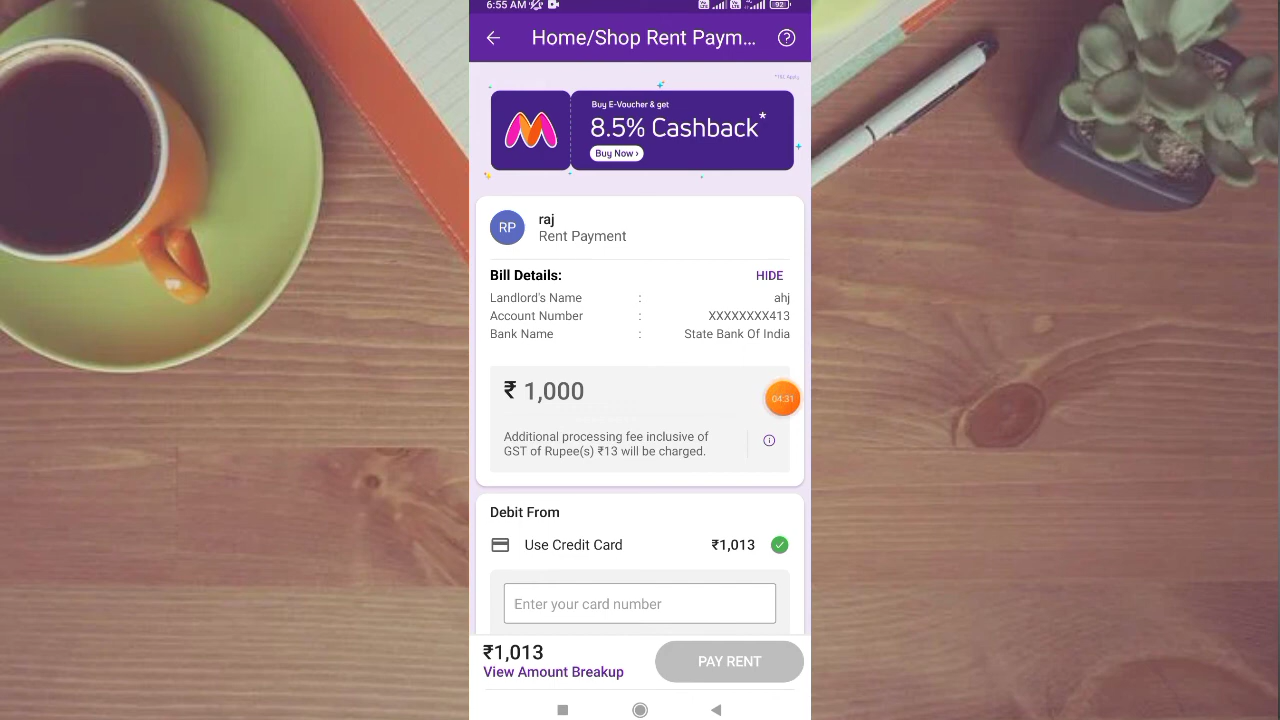 6:55 AM
92
Home/Shop Rent Paym...
*T&C Apply
Buy E-Voucher & get
8.5% Cashback*
Buy Now ›
RP
raj
Rent Payment
Bill Details:
HIDE
Landlord's Name : ahj
Account Number : XXXXXXXX413
Bank Name : State Bank Of India
₹ 1,000
04:31
Additional processing fee inclusive of
GST of Rupee(s) ₹13 will be charged.
Debit From
Use Credit Card ₹1,013
Enter your card number
₹1,013
View Amount Breakup
PAY RENT